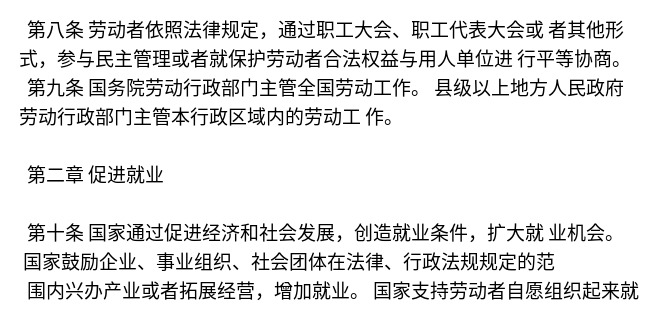 第八条 劳动者依照法律规定，通过职工大会、职工代表大会或 者其他形
式，参与民主管理或者就保护劳动者合法权益与用人单位进 行平等协商。
第九条 国务院劳动行政部门主管全国劳动工作。 县级以上地方人民政府
劳动行政部门主管本行政区域内的劳动工 作。
第二章 促进就业
第十条 国家通过促进经济和社会发展，创造就业条件，扩大就 业机会。
国家鼓励企业、事业组织、社会团体在法律、行政法规规定的范
围内兴办产业或者拓展经营，增加就业。 国家支持劳动者自愿组织起来就